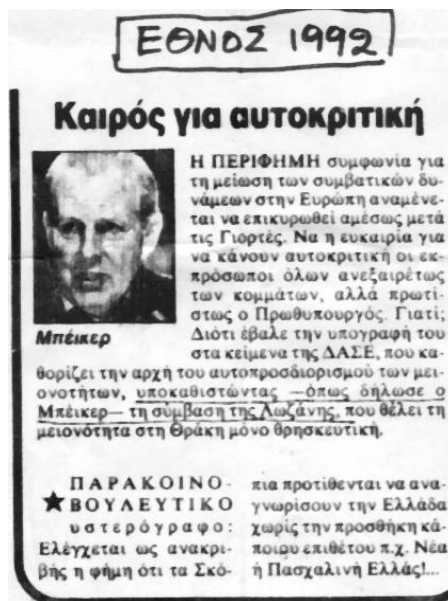 ΕΘΝΟΣ 1992
Καιρός για αυτοκριτική
Η ΠΕΡΙΦΗΜΗ συμφωνία για
τη μείωση των συμβατικών δυ-
νάμεων στην Ευρώπη αναμένε-
ται να επικυρωθεί αμέσως μετά
τις Γιορτές. Να η ευκαιρία για
να κάνουν αυτοκριτική οι εκ-
πρόσωποι όλων ανεξαιρέτως
των κομμάτων, αλλά πρωτί-
στως ο Πρωθυπουργός. Γιατί;
Διότι έβαλε την υπογραφή του
στα κείμενα της ΔΑΣΕ, που κα-
θορίζει την αρχή του αυτοπροσδιορισμού των μει-
ονοτήτων, υποκαθιστώντας —όπως δήλωσε ο
Μπέικερ— τη σύμβαση της Λωζάνης, που θέλει τη
μειονότητα στη Θράκη μόνο θρησκευτική.
Μπέικερ
ΠΑΡΑΚΟΙΝΟ-
★ ΒΟΥΛΕΥΤΙΚΟ
υστερόγραφο:
Ελέγχεται ως ανακρι-
βής η φήμη ότι τα Σκό-
πια προτίθενται να ανα-
γνωρίσουν την Ελλάδα
χωρίς την προσθήκη κά-
ποιου επιθέτου π.χ. Νέα
ή Πασχαλινή Ελλάς!...